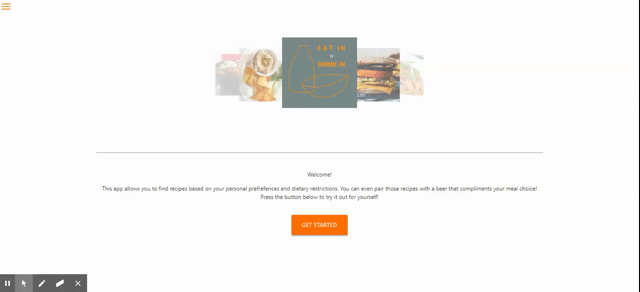 EAT IN
DRINK IN
Welcome!
This app allows you to find recipes based on your personal prefrefences and dietary restrictions. You can even pair those recipes with a beer that compliments your meal choice!
Press the button below to try it out for yourself!
GET STARTED